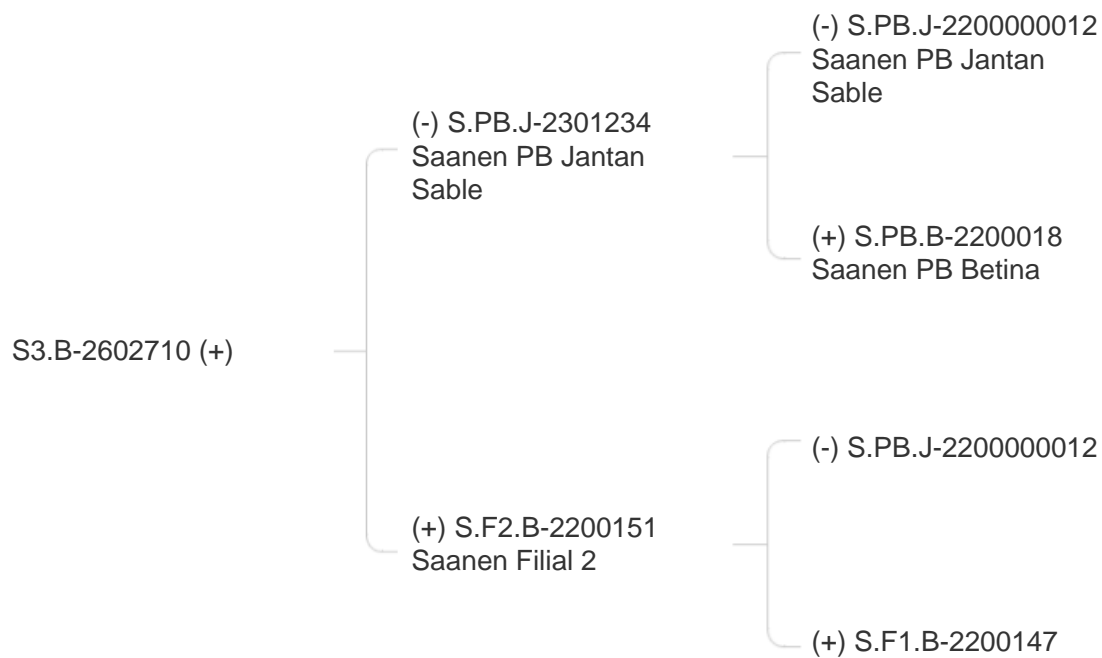 (-) S.PB.J-2200000012
Saanen PB Jantan
Sable
(-) S.PB.J-2301234
Saanen PB Jantan
Sable
(+) S.PB.B-2200018
Saanen PB Betina
S3.B-2602710 (+)
(-) S.PB.J-2200000012
(+) S.F2.B-2200151
Saanen Filial 2
(+) S.F1.B-2200147